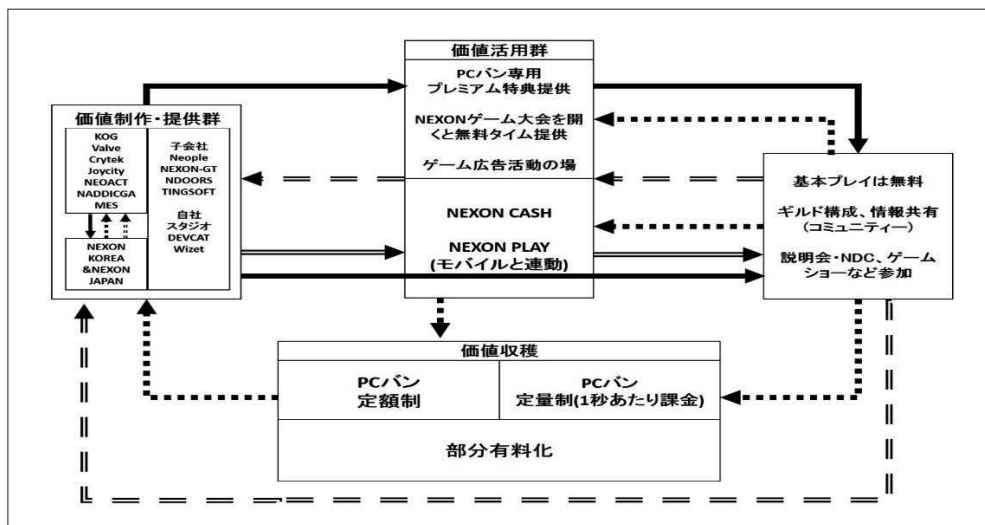 価値活用群
PCバン専用
プレミアム特典提供
NEXONゲーム大会を開
くと無料タイム提供
ゲーム広告活動の場
NEXON CASH
NEXON PLAY
(モバイルと連動)
価値制作・提供群
KOG
Valve
Crytek
Joycity
NEOACT
NADDICGA
MES
NEXON
KOREA
&NEXON
JAPAN
子会社
Neople
NEXON-GT
NDOORS
TINGSOFT
自社
スタジオ
DEVCAT
Wizet
基本プレイは無料
ギルド構成、情報共有
(コミュニティー)
説明会・NDC、ゲーム
ショーなど参加
価値収穫
PCバン
定額制
PCバン
定量制(1秒あたり課金)
部分有料化